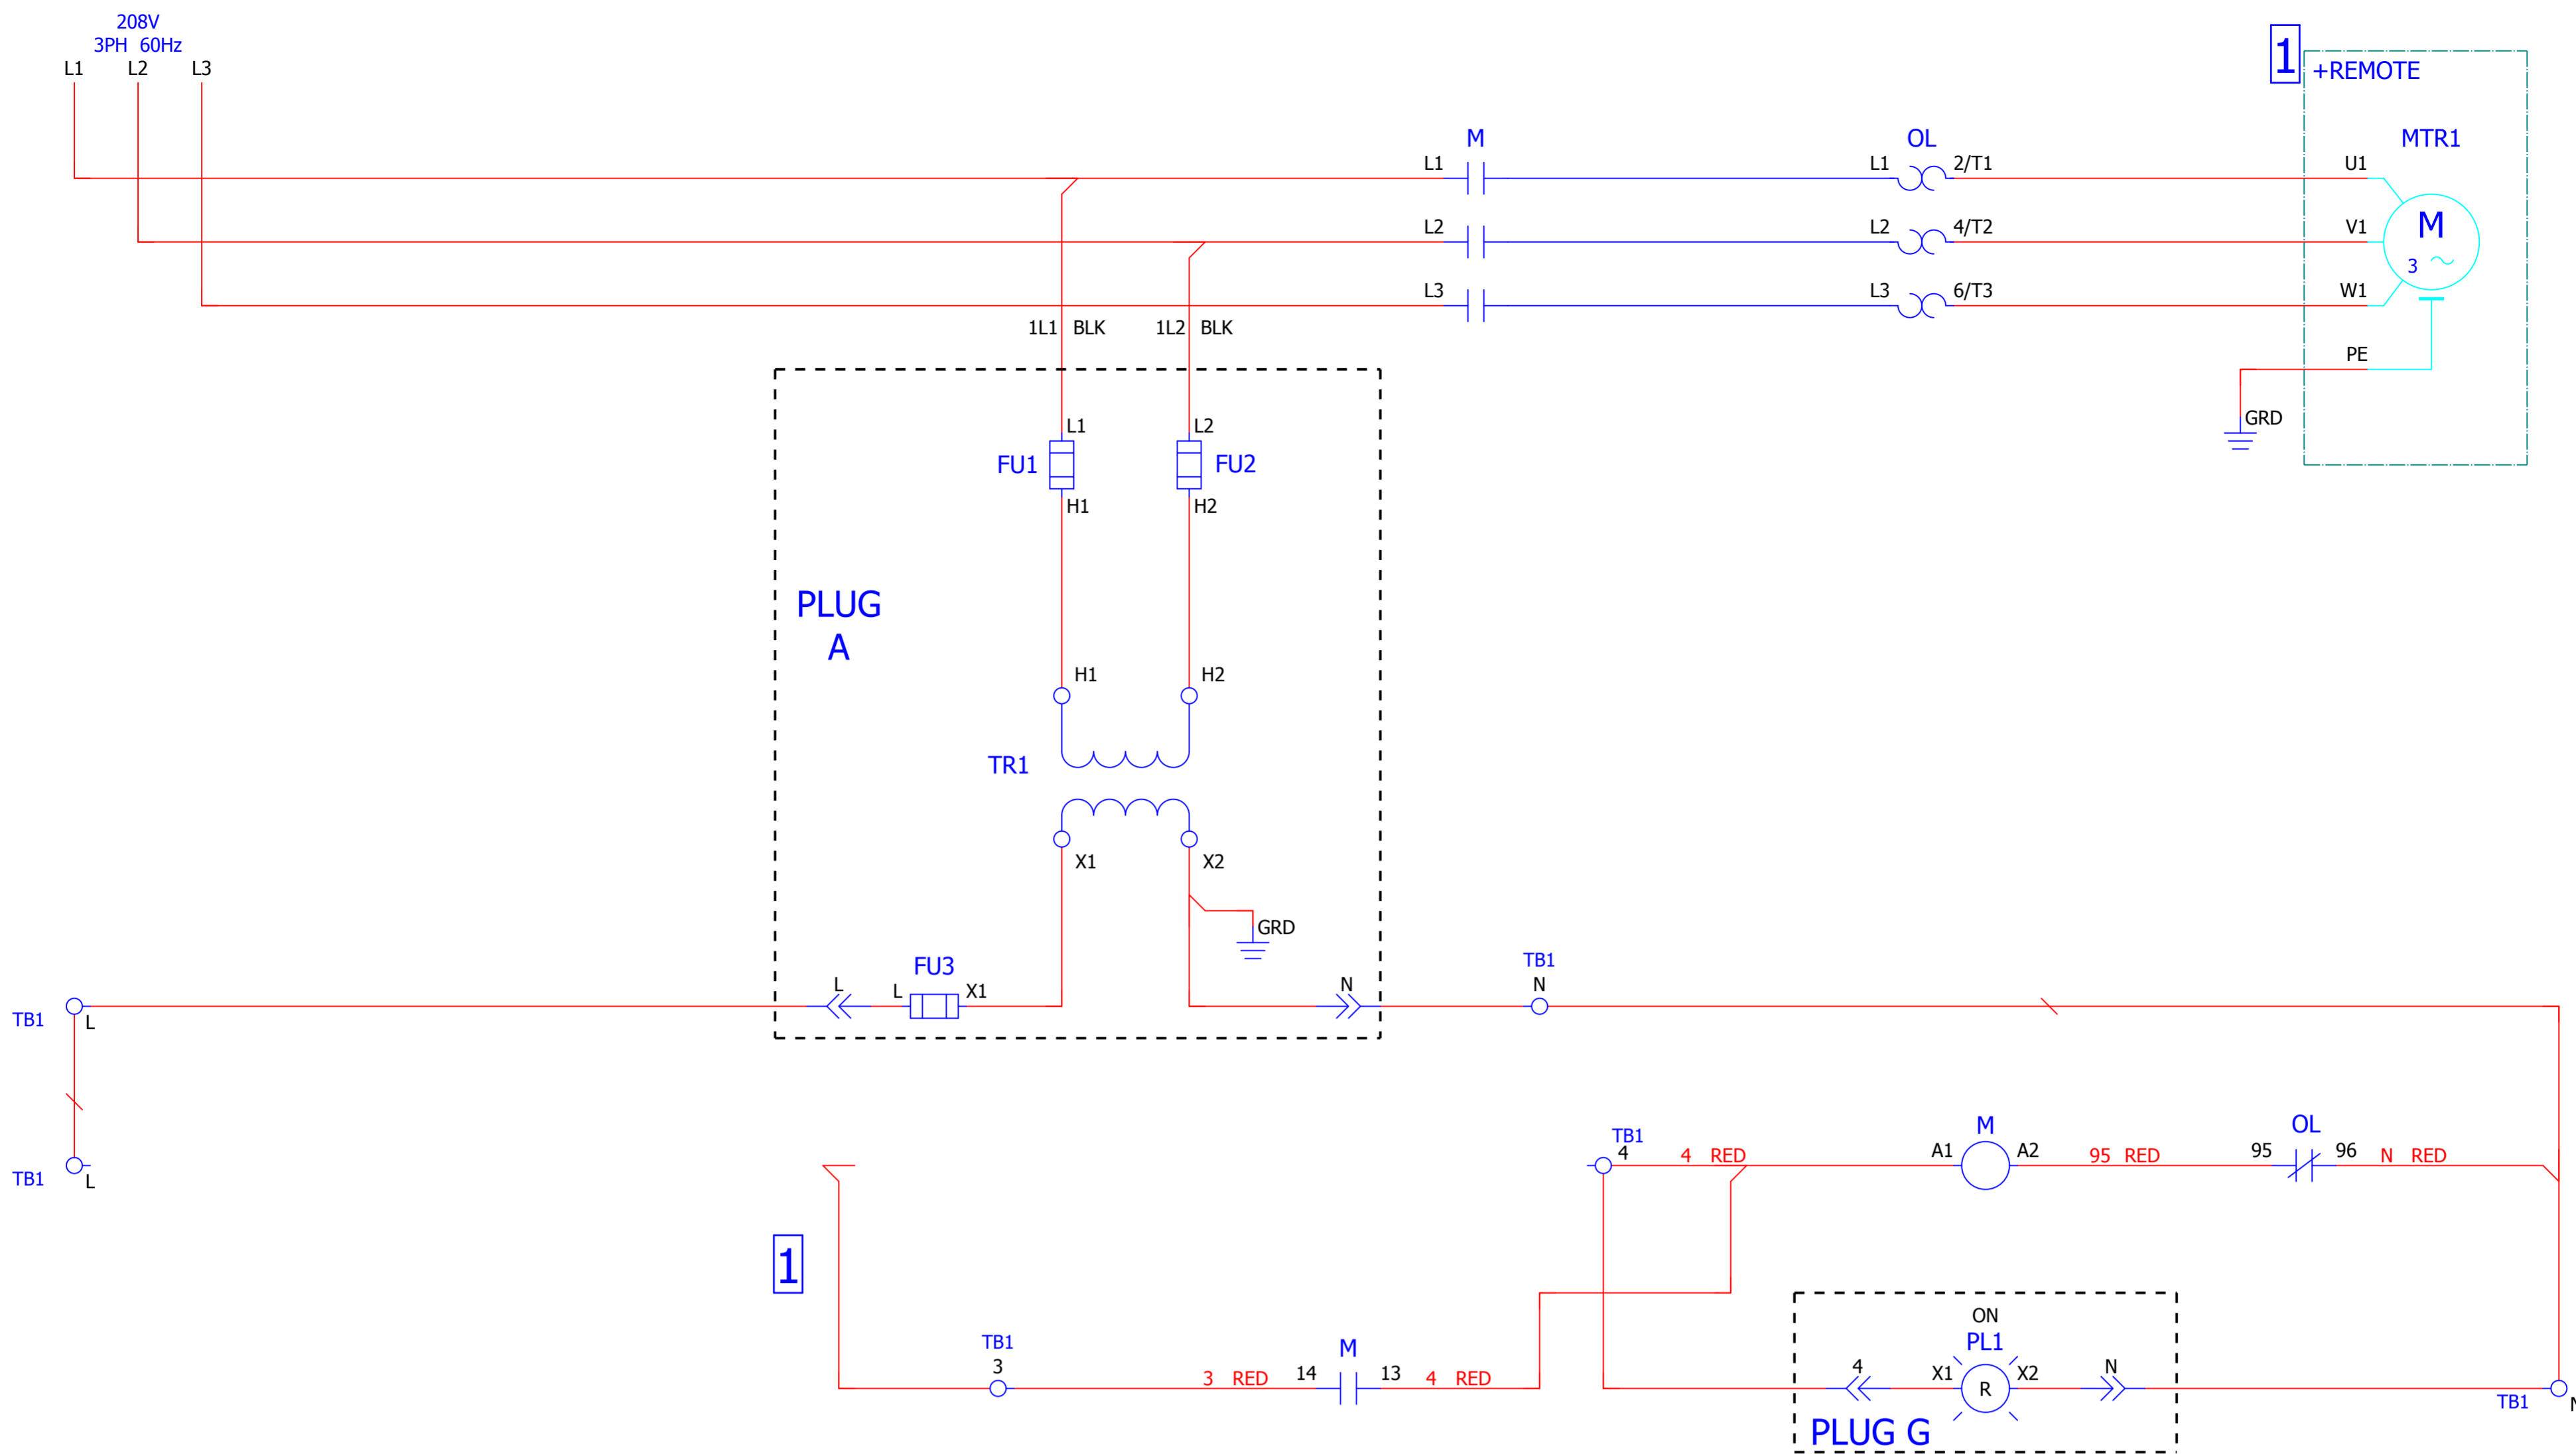 208V
3PH 60Hz
L1 L2 L3
1
+REMOTE
M OL MTR1
L1 L1 2/T1 U1
L2 L2 4/T2 V1
M
3
L3 L3 6/T3 W1
1L1 BLK 1L2 BLK
PE
GRD
L1 L2
FU1 FU2
H1 H2
PLUG
A
H1 H2
TR1
X1 X2
GRD
FU3
L L X1 N
TB1
N
TB1 L
TB1 L
TB1
4 4 RED
M
A1 A2
95 RED
OL
95 96
N RED
1
TB1
3
3 RED
M
14 13
4 RED
ON
PL1
4 X1 R X2 N
PLUG G
TB1 N